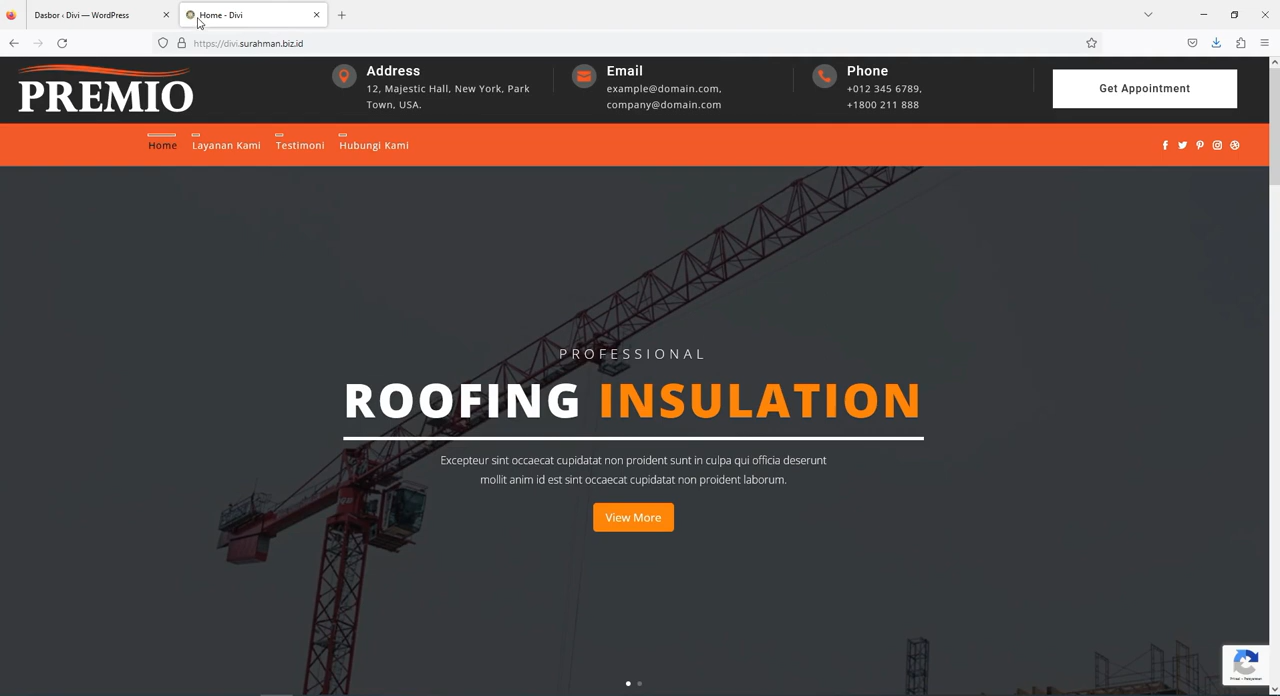 Dasbor ‹ Divi — WordPress
Home - Divi
https://divi.surahman.biz.id
PREMIO
Address
12, Majestic Hall, New York, Park
Town, USA.
Email
example@domain.com,
company@domain.com
Phone
+012 345 6789,
+1800 211 888
Get Appointment
Home
Layanan Kami
Testimoni
Hubungi Kami
PROFESSIONAL
ROOFING INSULATION
Excepteur sint occaecat cupidatat non proident sunt in culpa qui officia deserunt
mollit anim id est sint occaecat cupidatat non proident laborum.
View More